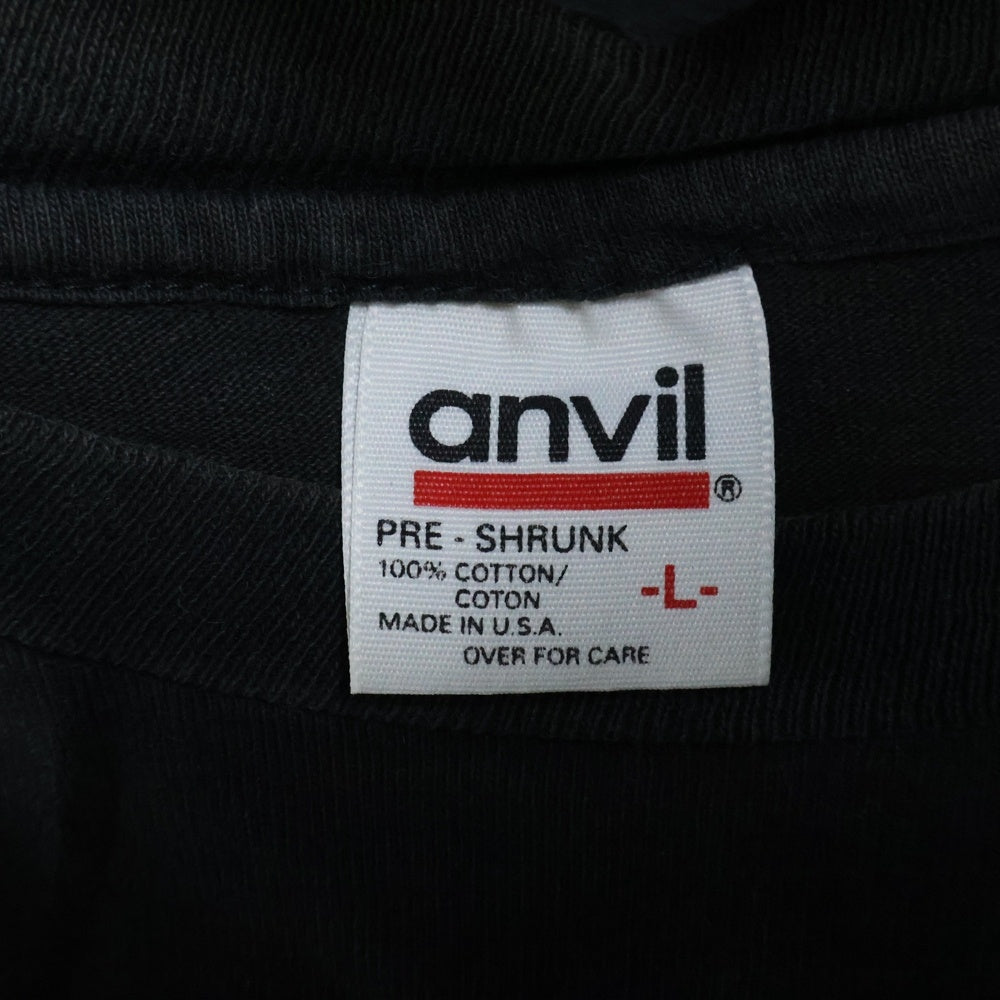 anvil®
PRE - SHRUNK
100% COTTON/
COTON
-L-
MADE IN U.S.A.
OVER FOR CARE